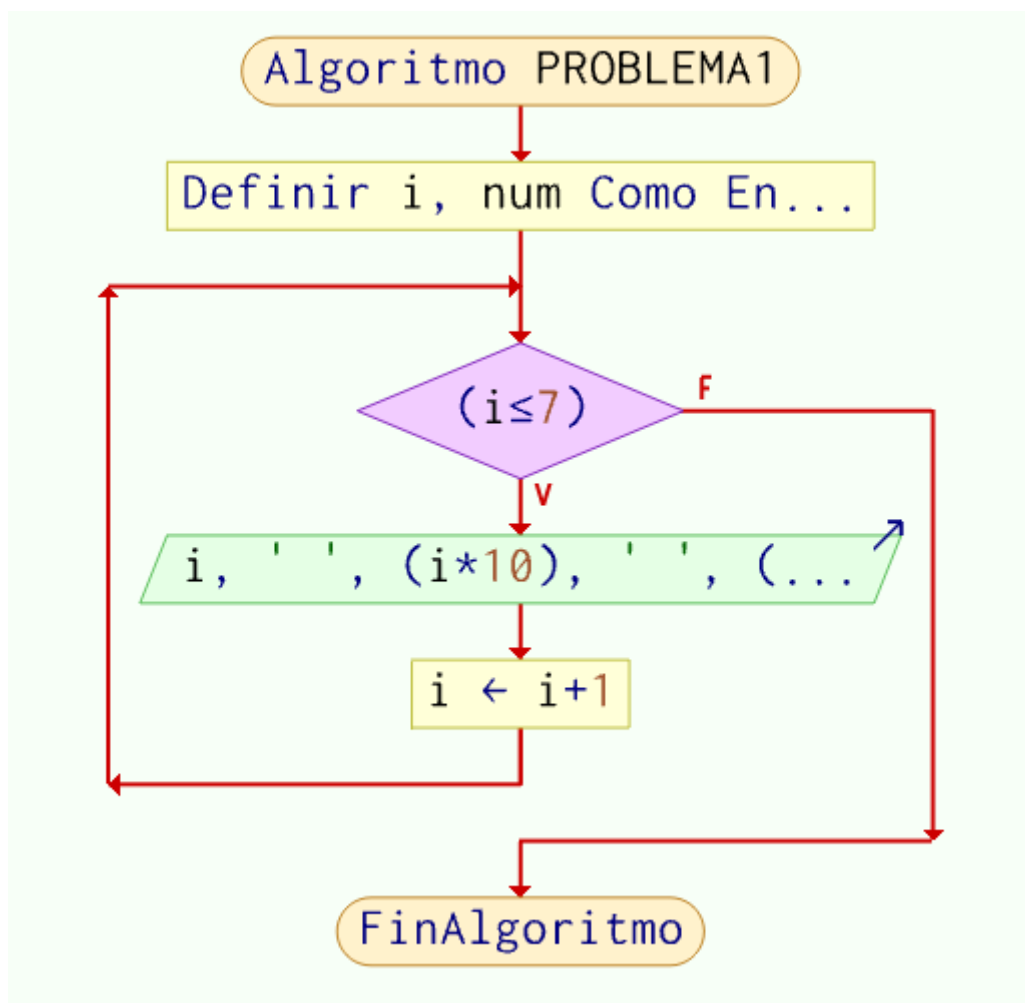 Algoritmo PROBLEMA1
Definir i, num Como En...
(i≤7)
F
V
i, ' ', (i*10), ' ', (...
i ← i+1
FinAlgoritmo